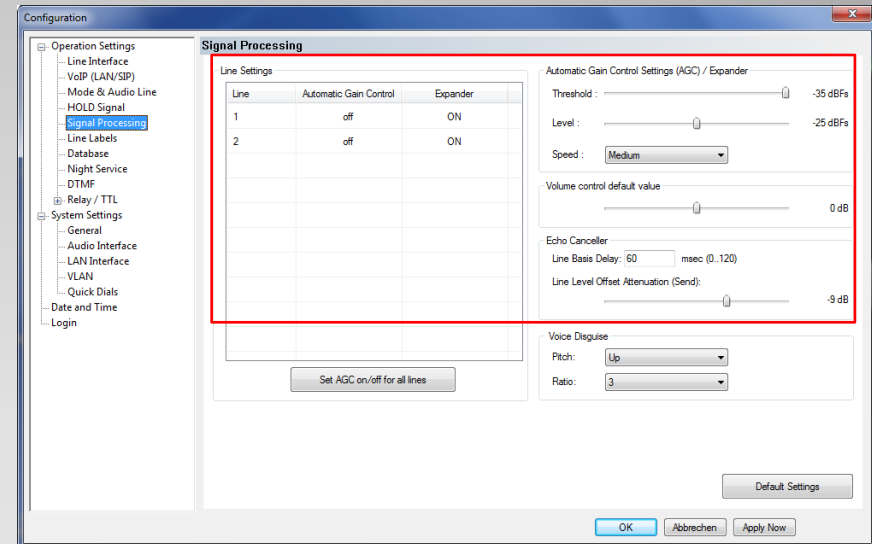 Configuration
Operation Settings
Line Interface
VoIP (LAN/SIP)
Mode & Audio Line
HOLD Signal
Signal Processing
Line Labels
Database
Night Service
DTMF
Relay / TTL
System Settings
General
Audio Interface
LAN Interface
VLAN
Quick Dials
Date and Time
Login
Signal Processing
Line Settings
Line Automatic Gain Control Expander
1 off ON
2 off ON
Set AGC on/off for all lines
Automatic Gain Control Settings (AGC) / Expander
Threshold : -35 dBFs
Level : -25 dBFs
Speed : Medium
Volume control default value
0 dB
Echo Canceller
Line Basis Delay: 60 msec (0..120)
Line Level Offset Attenuation (Send):
-9 dB
Voice Disguise
Pitch: Up
Ratio: 3
Default Settings
OK Abbrechen Apply Now